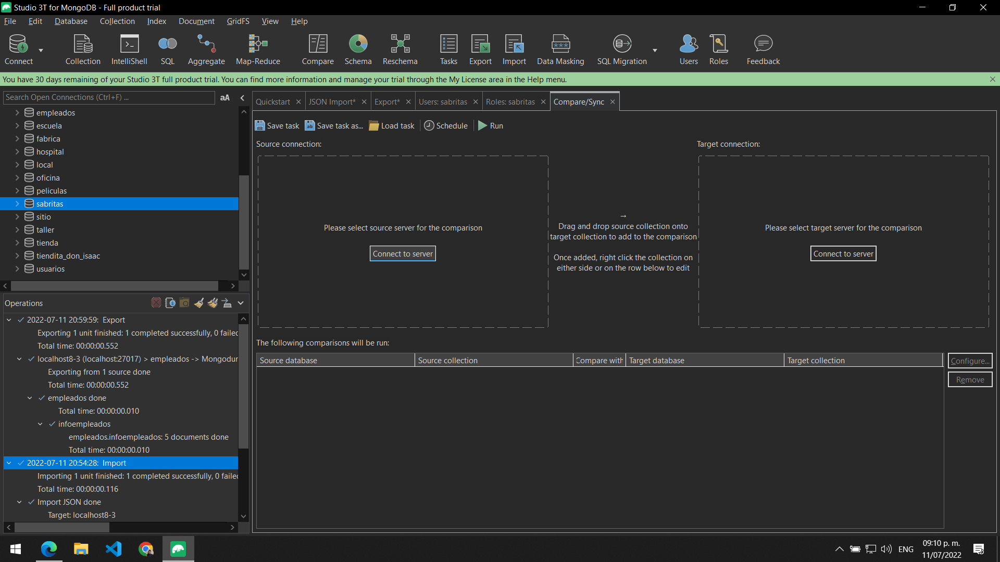 Studio 3T for MongoDB - Full product trial
File Edit Database Collection Index Document GridFS View Help
Connect Collection IntelliShell SQL Aggregate Map-Reduce Compare Schema Reschema Tasks Export Import Data Masking SQL Migration Users Roles Feedback
You have 30 days remaining of your Studio 3T full product trial. You can find more information and manage your trial through the My License area in the Help menu.
Search Open Connections (Ctrl+F) ... aA
empleados
escuela
fabrica
hospital
local
oficina
peliculas
sabritas
sitio
taller
tienda
tiendita_don_isaac
usuarios
Operations
2022-07-11 20:59:59: Export
Exporting 1 unit finished: 1 completed successfully, 0 failed
Total time: 00:00:00.552
localhost8-3 (localhost:27017) > empleados -> Mongodur
Exporting from 1 source done
Total time: 00:00:00.552
empleados done
Total time: 00:00:00.010
infoempleados
empleados.infoempleados: 5 documents done
Total time: 00:00:00.010
2022-07-11 20:54:28: Import
Importing 1 unit finished: 1 completed successfully, 0 failed
Total time: 00:00:00.116
Import JSON done
Target: localhost8-3
Quickstart JSON Import* Export* Users: sabritas Roles: sabritas Compare/Sync
Save task Save task as... Load task Schedule Run
Source connection:
Please select source server for the comparison
Connect to server
→
Drag and drop source collection onto
target collection to add to the comparison
Once added, right click the collection on
either side or on the row below to edit
Target connection:
Please select target server for the comparison
Connect to server
The following comparisons will be run:
Source database Source collection Compare with Target database Target collection
Configure...
Remove
ENG
09:10 p. m.
11/07/2022